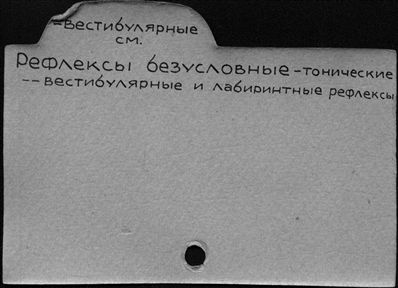 -Вестибулярные
см.
Рефлексы безусловные-тонические
--вестибулярные и лабиринтные рефлексы